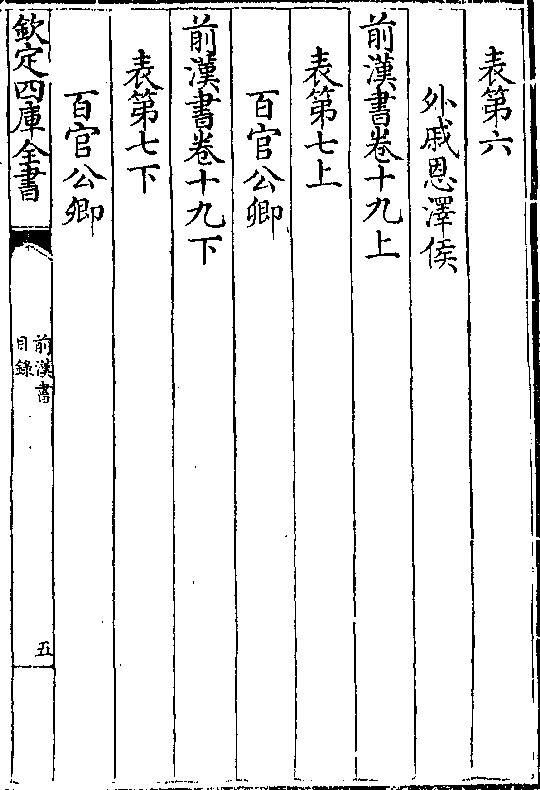 表第六
外戚恩澤侯
前漢書卷十九上
表第七上
百官公卿
前漢書卷十九下
表第七下
百官公卿
欽定四庫全書
前漢書
目錄
五